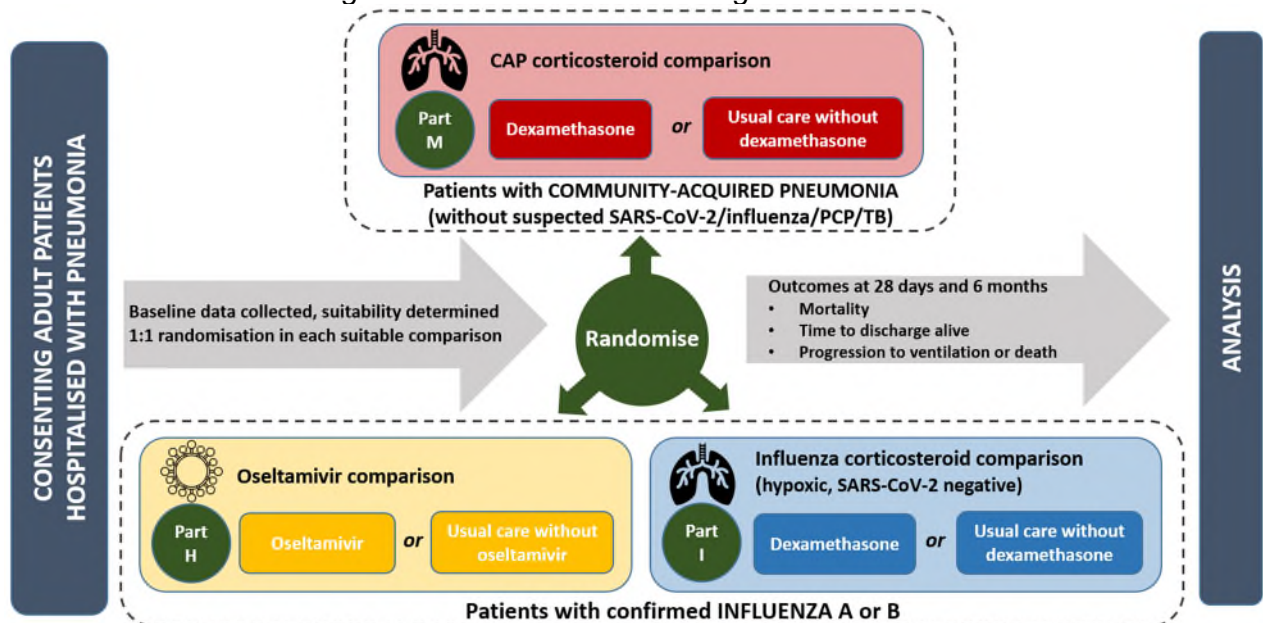 CONSENTING ADULT PATIENTS
HOSPITALISED WITH PNEUMONIA
CAP corticosteroid comparison
Part
M
Dexamethasone
or
Usual care without
dexamethasone
Patients with COMMUNITY-ACQUIRED PNEUMONIA
(without suspected SARS-CoV-2/influenza/PCP/TB)
Baseline data collected, suitability determined
1:1 randomisation in each suitable comparison
Randomise
Outcomes at 28 days and 6 months
• Mortality
• Time to discharge alive
• Progression to ventilation or death
Oseltamivir comparison
Part
H
Oseltamivir
or
Usual care without
oseltamivir
Influenza corticosteroid comparison
(hypoxic, SARS-CoV-2 negative)
Part
I
Dexamethasone
or
Usual care without
dexamethasone
Patients with confirmed INFLUENZA A or B
ANALYSIS